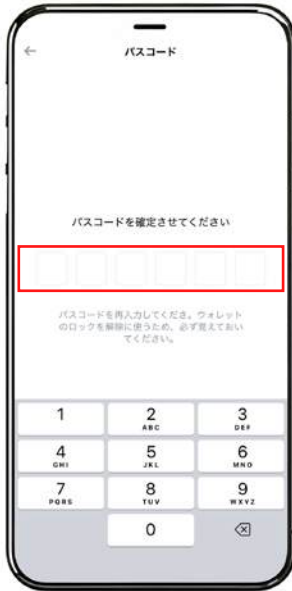 パスコード
パスコードを確定させてください
パスコードを再入力してくださ。ウォレット
のロックを解除に使うため、必ず覚えておい
てください。
1 2 3
ABC DEF
4 5 6
GHI JKL MNO
7 8 9
PQRS TUV WXYZ
0